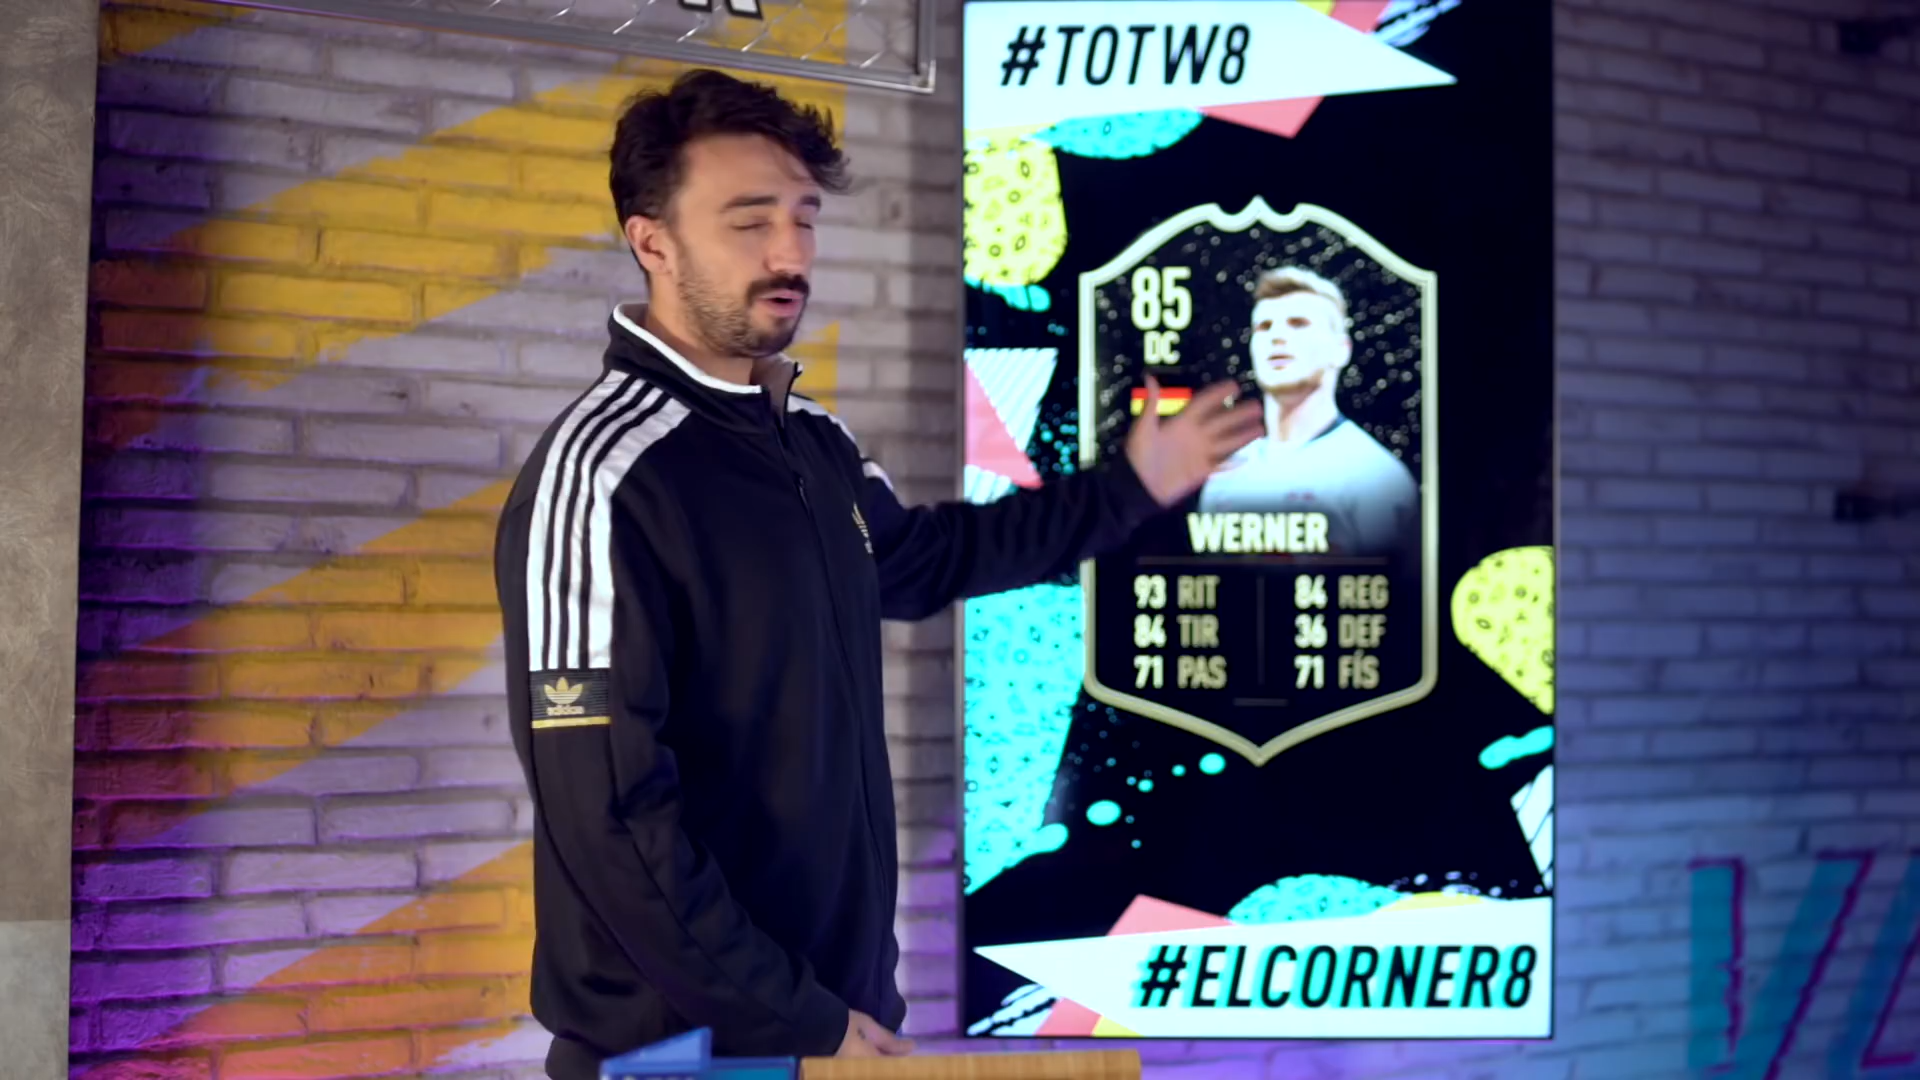 #TOTW8
85
DC
WERNER
93 RIT 84 REG
84 TIR 36 DEF
71 PAS 71 FÍS
#ELCORNER8
adidas